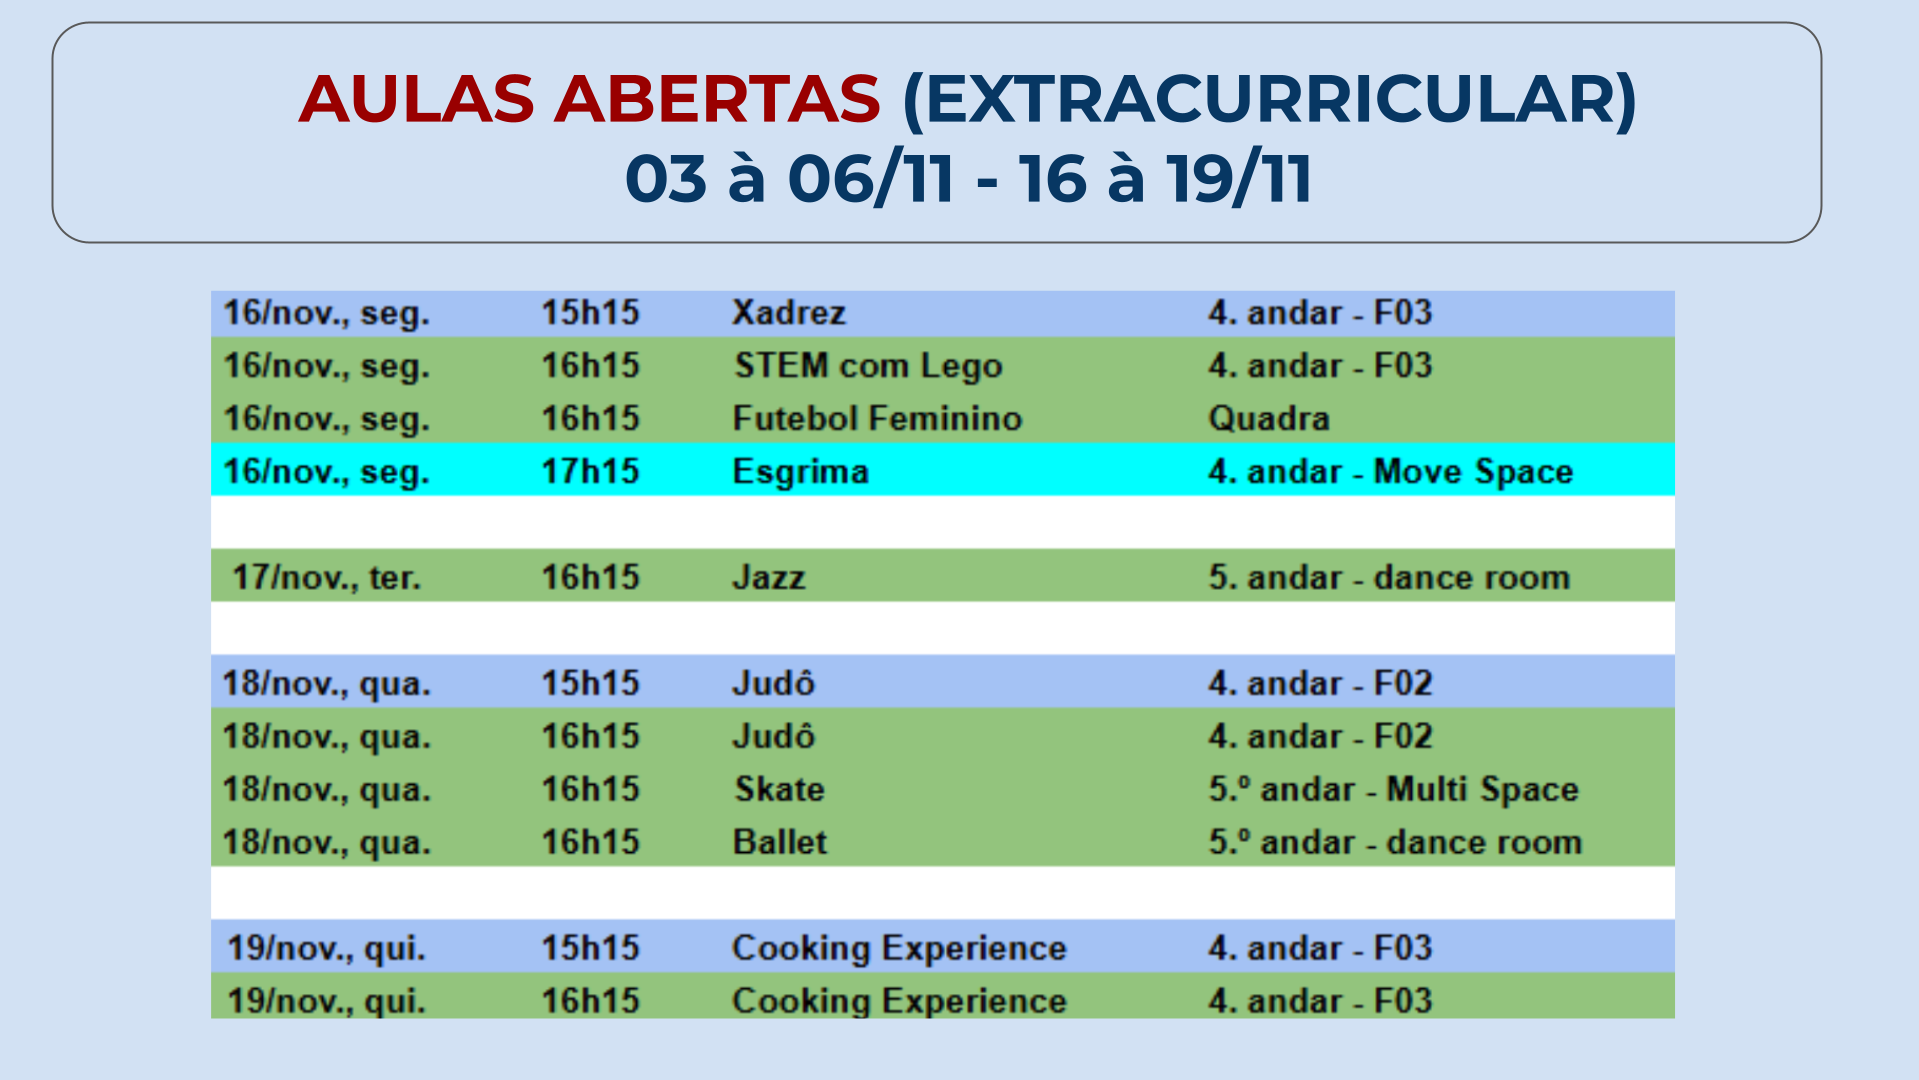 AULAS ABERTAS (EXTRACURRICULAR)
03 à 06/11 - 16 à 19/11
16/nov., seg. 15h15 Xadrez 4. andar - F03
16/nov., seg. 16h15 STEM com Lego 4. andar - F03
16/nov., seg. 16h15 Futebol Feminino Quadra
16/nov., seg. 17h15 Esgrima 4. andar - Move Space
17/nov., ter. 16h15 Jazz 5. andar - dance room
18/nov., qua. 15h15 Judô 4. andar - F02
18/nov., qua. 16h15 Judô 4. andar - F02
18/nov., qua. 16h15 Skate 5.º andar - Multi Space
18/nov., qua. 16h15 Ballet 5.º andar - dance room
19/nov., qui. 15h15 Cooking Experience 4. andar - F03
19/nov., qui. 16h15 Cooking Experience 4. andar - F03